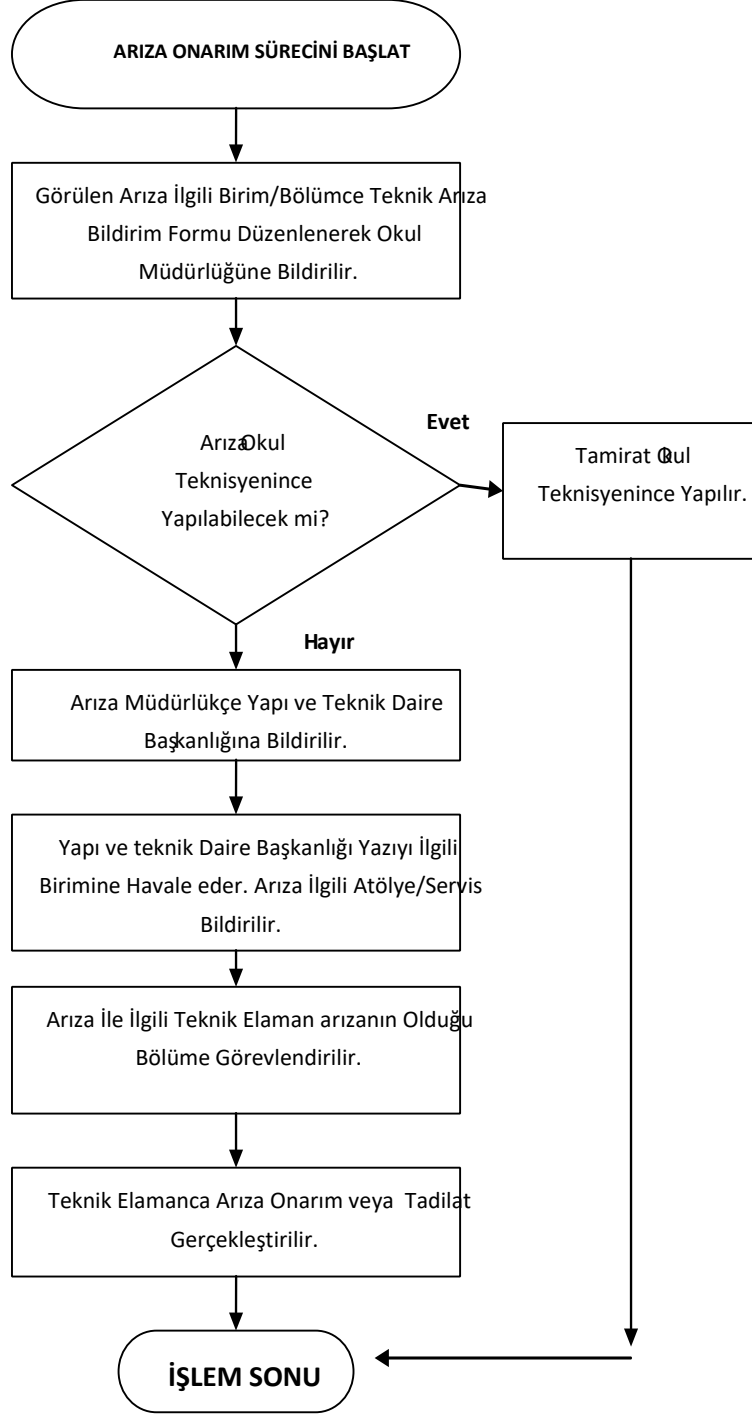 ARIZA ONARIM SÜRECİNİ BAŞLAT
Görülen Arıza İlgili Birim/Bölümce Teknik Arıza
Bildirim Formu Düzenlenerek Okul
Müdürlüğüne Bildirilir.
Arıza Okul
Teknisyenince
Yapılabilecek mi?
Evet
Tamirat Okul
Teknisyenince Yapılır.
Hayır
Arıza Müdürlükçe Yapı ve Teknik Daire
Başkanlığına Bildirilir.
Yapı ve teknik Daire Başkanlığı Yazıyı İlgili
Birimine Havale eder. Arıza İlgili Atölye/Servis
Bildirilir.
Arıza İle İlgili Teknik Elaman arızanın Olduğu
Bölüme Görevlendirilir.
Teknik Elamanca Arıza Onarım veya Tadilat
Gerçekleştirilir.
İŞLEM SONU